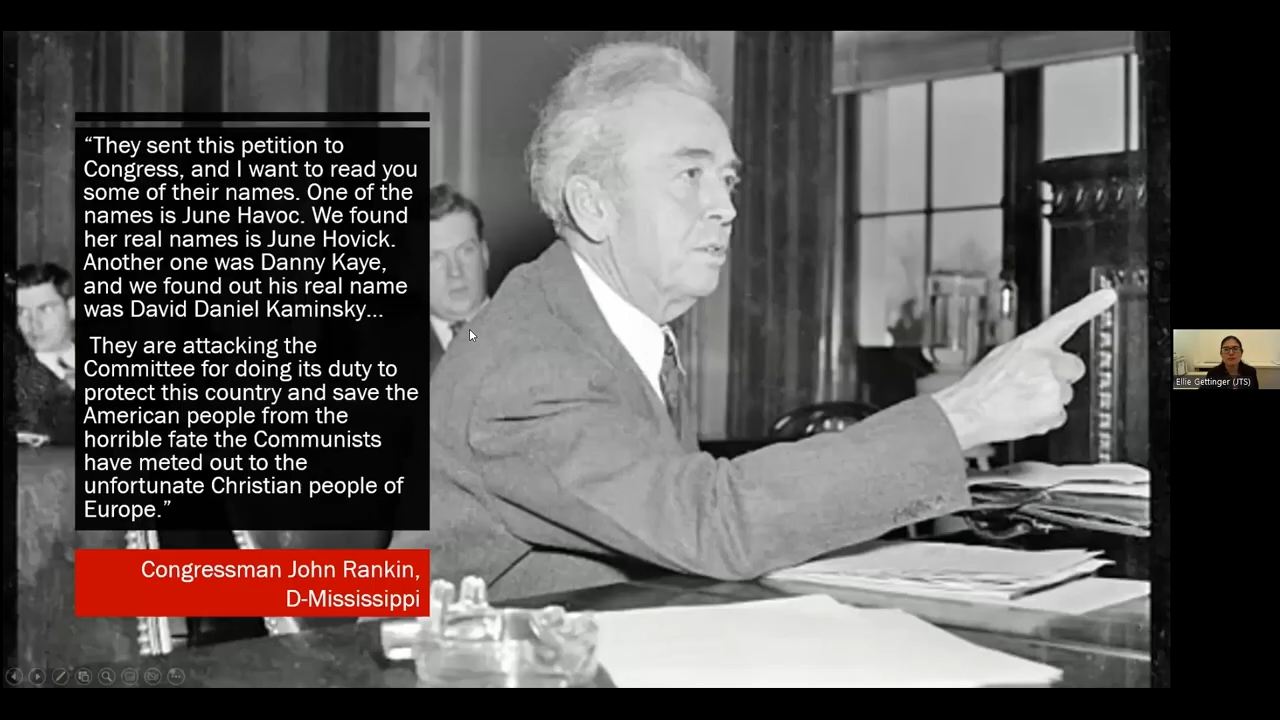 “They sent this petition to
Congress, and I want to read you
some of their names. One of the
names is June Havoc. We found
her real names is June Hovick.
Another one was Danny Kaye,
and we found out his real name
was David Daniel Kaminsky...
They are attacking the
Committee for doing its duty to
protect this country and save the
American people from the
horrible fate the Communists
have meted out to the
unfortunate Christian people of
Europe.”
Congressman John Rankin,
D-Mississippi
Ellie Gettinger (JTS)